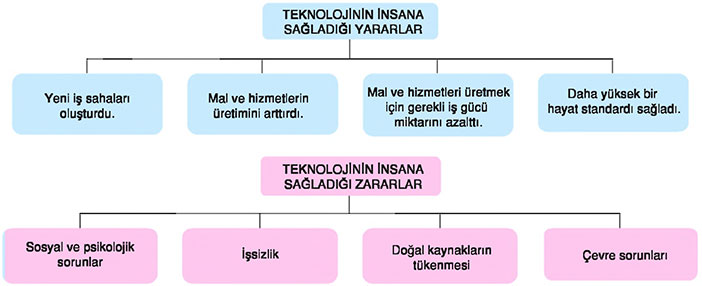 TEKNOLOJİNİN İNSANA
SAĞLADIĞI YARARLAR
Yeni iş sahaları
oluşturdu.
Mal ve hizmetlerin
üretimini arttırdı.
Mal ve hizmetleri üretmek
için gerekli iş gücü
miktarını azalttı.
Daha yüksek bir
hayat standardı sağladı.
TEKNOLOJİNİN İNSANA
SAĞLADIĞI ZARARLAR
Sosyal ve psikolojik
sorunlar
İşsizlik
Doğal kaynakların
tükenmesi
Çevre sorunları